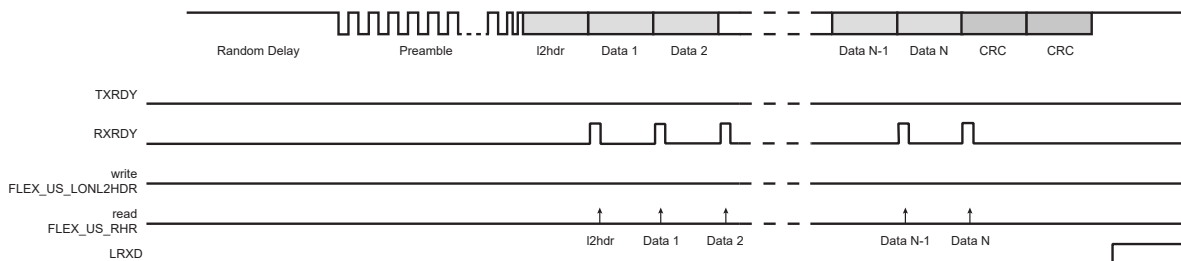 Random Delay Preamble l2hdr Data 1 Data 2 Data N-1 Data N CRC CRC
TXRDY
RXRDY
write
FLEX_US_LONL2HDR
read
FLEX_US_RHR
l2hdr Data 1 Data 2 Data N-1 Data N
LRXD